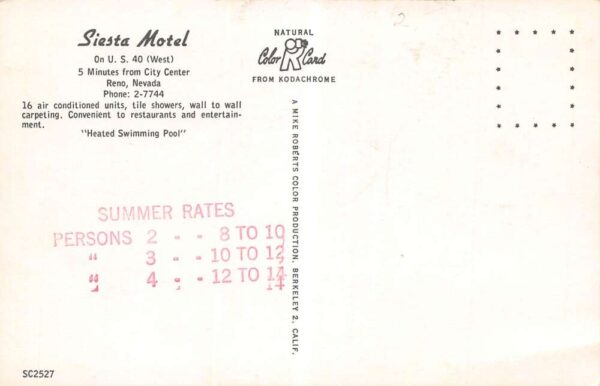 Siesta Motel
On U. S. 40 (West)
5 Minutes from City Center
Reno, Nevada
Phone: 2-7744
16 air conditioned units, tile showers, wall to wall
carpeting. Convenient to restaurants and entertain-
ment.
"Heated Swimming Pool"
NATURAL
Color Card
FROM KODACHROME
2
A MIKE ROBERTS COLOR PRODUCTION. BERKELEY 2, CALIF.
SUMMER RATES
PERSONS 2 - - 8 TO 10
" 3 - - 10 TO 12
" 4 - - 12 TO 14
SC2527